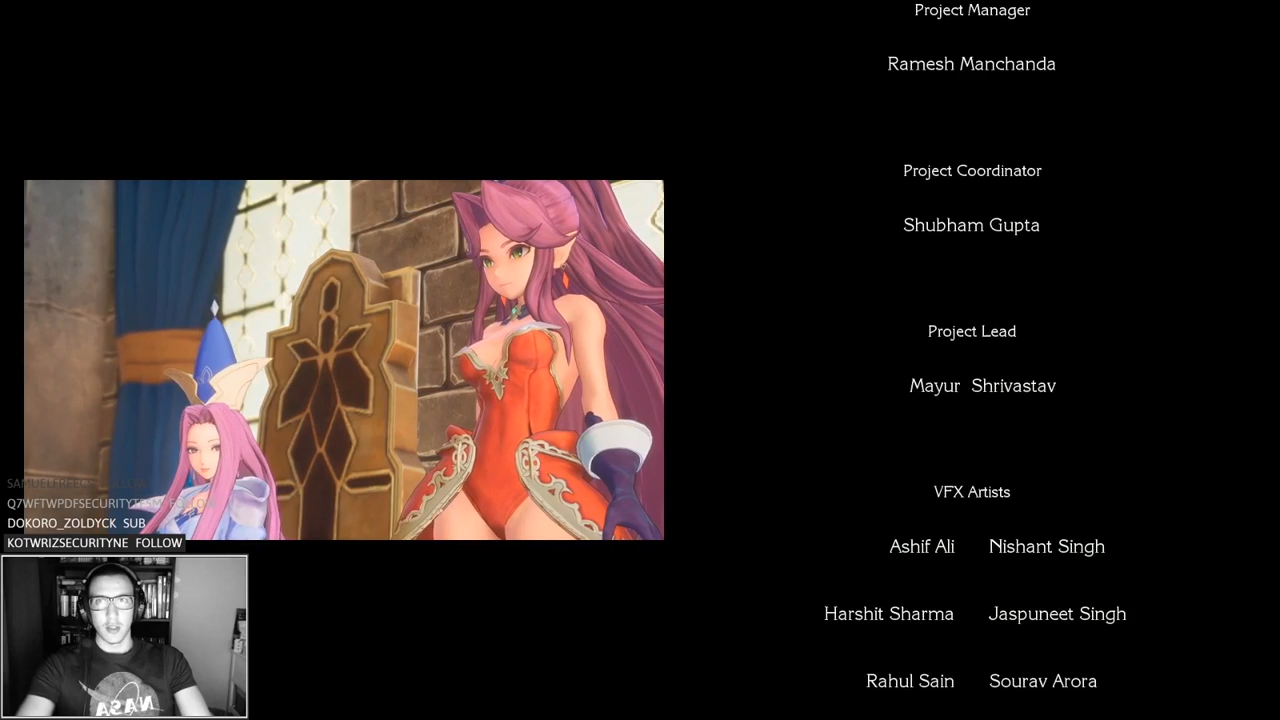 Project Manager
Ramesh Manchanda
Project Coordinator
Shubham Gupta
Project Lead
Mayur Shrivastav
VFX Artists
Ashif Ali Nishant Singh
Harshit Sharma Jaspuneet Singh
Rahul Sain Sourav Arora
DOKORO_ZOLDYCK SUB
KOTWRIZSECURITYNE FOLLOW
NASA